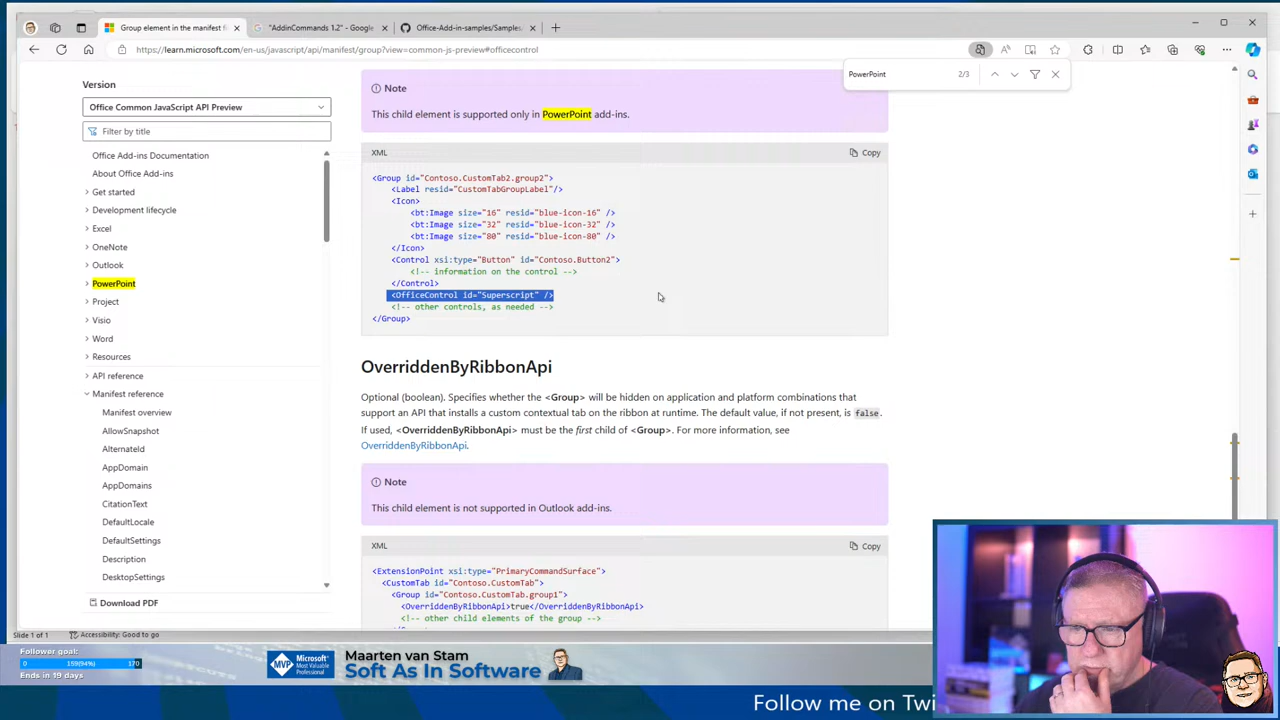 Group element in the manifest f
"AddinCommands 1.2" - Google
Office-Add-in-samples/Samples
https://learn.microsoft.com/en-us/javascript/api/manifest/group?view=common-js-preview#officecontrol
PowerPoint
2/3
Version
Office Common JavaScript API Preview
Filter by title
Office Add-ins Documentation
About Office Add-ins
Get started
Development lifecycle
Excel
OneNote
Outlook
PowerPoint
Project
Visio
Word
Resources
API reference
Manifest reference
Manifest overview
AllowSnapshot
AlternateId
AppDomain
AppDomains
CitationText
DefaultLocale
DefaultSettings
Description
DesktopSettings
Download PDF
Note
This child element is supported only in PowerPoint add-ins.
XML
Copy
<Group id="Contoso.CustomTab2.group2">
<Label resid="CustomTabGroupLabel"/>
<Icon>
<bt:Image size="16" resid="blue-icon-16" />
<bt:Image size="32" resid="blue-icon-32" />
<bt:Image size="80" resid="blue-icon-80" />
</Icon>
<Control xsi:type="Button" id="Contoso.Button2">
<!-- information on the control -->
</Control>
<OfficeControl id="Superscript" />
<!-- other controls, as needed -->
</Group>
OverriddenByRibbonApi
Optional (boolean). Specifies whether the <Group> will be hidden on application and platform combinations that
support an API that installs a custom contextual tab on the ribbon at runtime. The default value, if not present, is false.
If used, <OverriddenByRibbonApi> must be the first child of <Group>. For more information, see
OverriddenByRibbonApi.
Note
This child element is not supported in Outlook add-ins.
XML
Copy
<ExtensionPoint xsi:type="PrimaryCommandSurface">
<CustomTab id="Contoso.CustomTab">
<Group id="Contoso.CustomTab.group1">
<OverriddenByRibbonApi>true</OverriddenByRibbonApi>
<!-- other child elements of the group -->
Slide 1 of 1
Accessibility: Good to go
Follower goal:
0
159(94%)
170
Ends in 19 days
MVP
Microsoft
Most Valuable
Professional
Maarten van Stam
Soft As In Software
Follow me on Twi